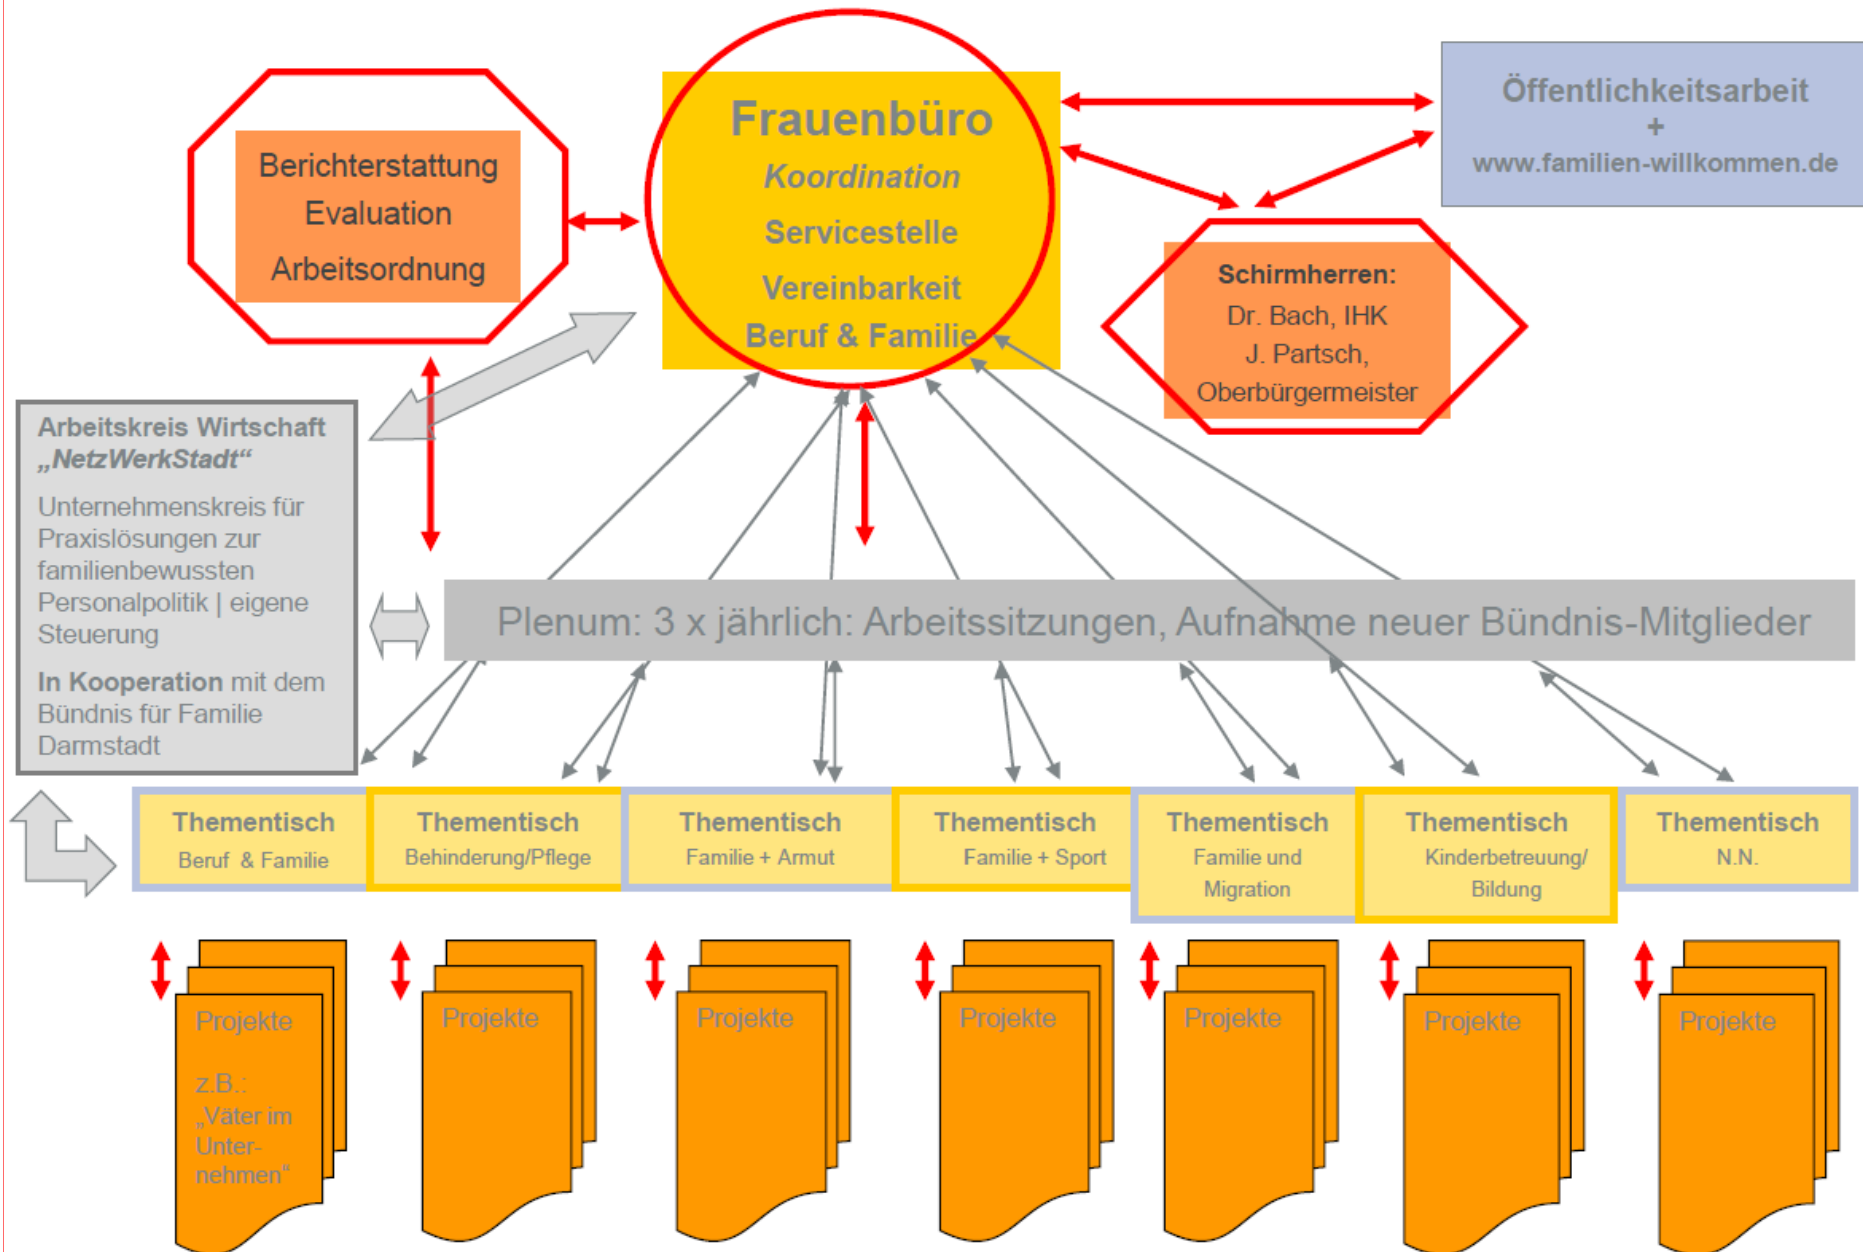 Frauenbüro
Koordination
Servicestelle
Vereinbarkeit
Beruf & Familie
Berichterstattung
Evaluation
Arbeitsordnung
Öffentlichkeitsarbeit
+
www.familien-willkommen.de
Schirmherren:
Dr. Bach, IHK
J. Partsch,
Oberbürgermeister
Arbeitskreis Wirtschaft
„NetzWerkStadt“
Unternehmenskreis für
Praxislösungen zur
familienbewussten
Personalpolitik | eigene
Steuerung
In Kooperation mit dem
Bündnis für Familie
Darmstadt
Plenum: 3 x jährlich: Arbeitssitzungen, Aufnahme neuer Bündnis-Mitglieder
Thementisch
Beruf & Familie
Thementisch
Behinderung/Pflege
Thementisch
Familie + Armut
Thementisch
Familie + Sport
Thementisch
Familie und
Migration
Thementisch
Kinderbetreuung/
Bildung
Thementisch
N.N.
Projekte
z.B.:
„Väter im
Unter-
nehmen“
Projekte
Projekte
Projekte
Projekte
Projekte
Projekte